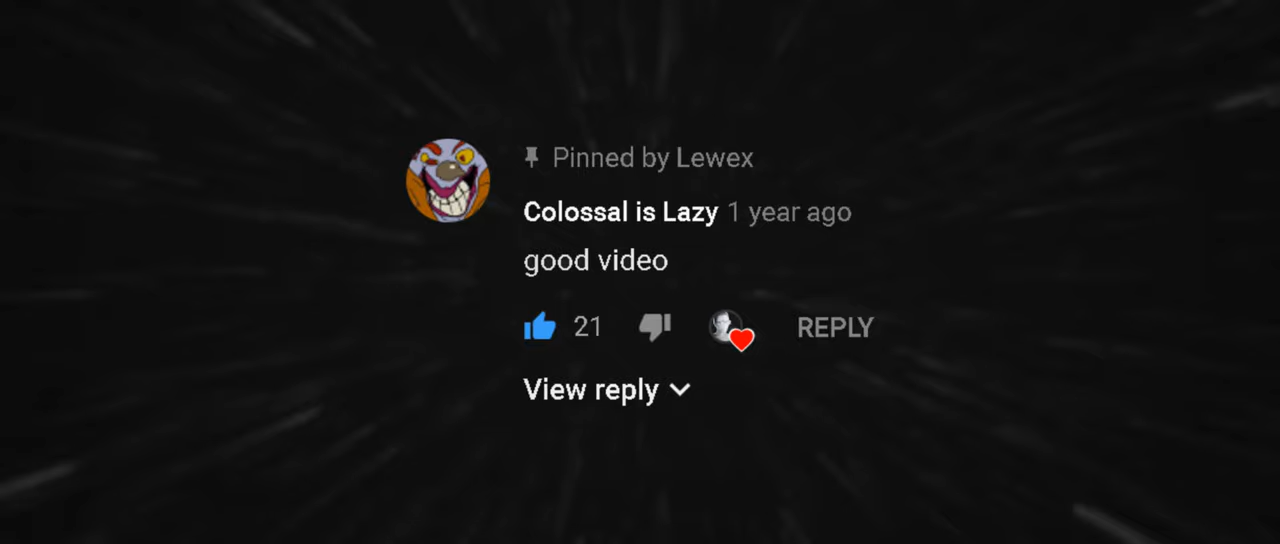 Pinned by Lewex
Colossal is Lazy 1 year ago
good video
21 REPLY
View reply